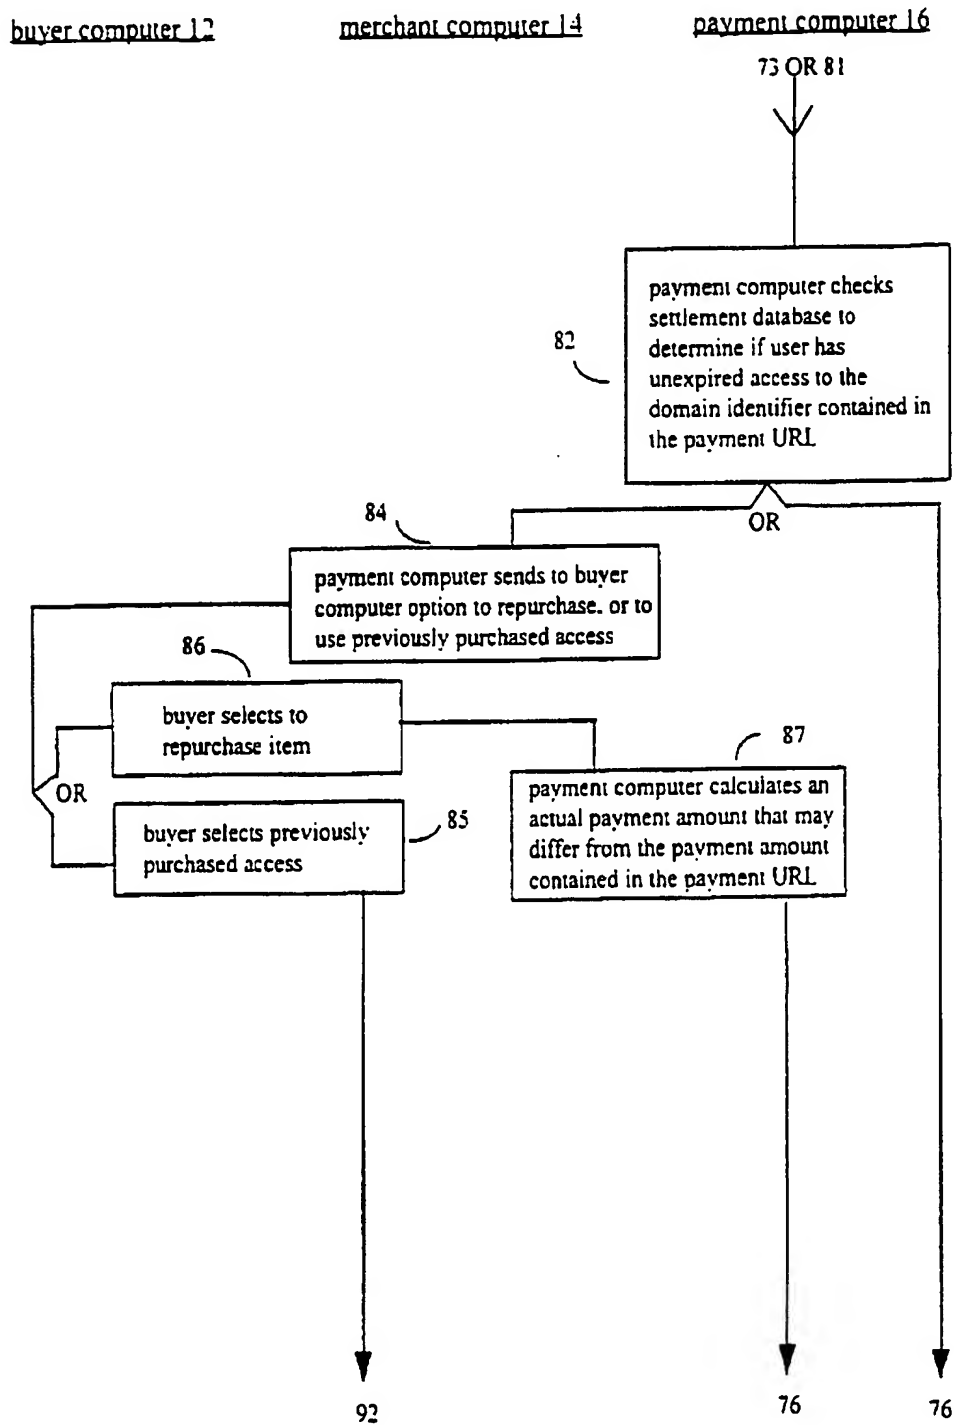 buyer computer 12
merchant computer 14
payment computer 16
73 OR 81
payment computer checks
settlement database to
determine if user has
unexpired access to the
domain identifier contained in
the payment URL
82
OR
84
payment computer sends to buyer
computer option to repurchase, or to
use previously purchased access
86
buyer selects to
repurchase item
OR
buyer selects previously
purchased access
85
87
payment computer calculates an
actual payment amount that may
differ from the payment amount
contained in the payment URL
92
76
76